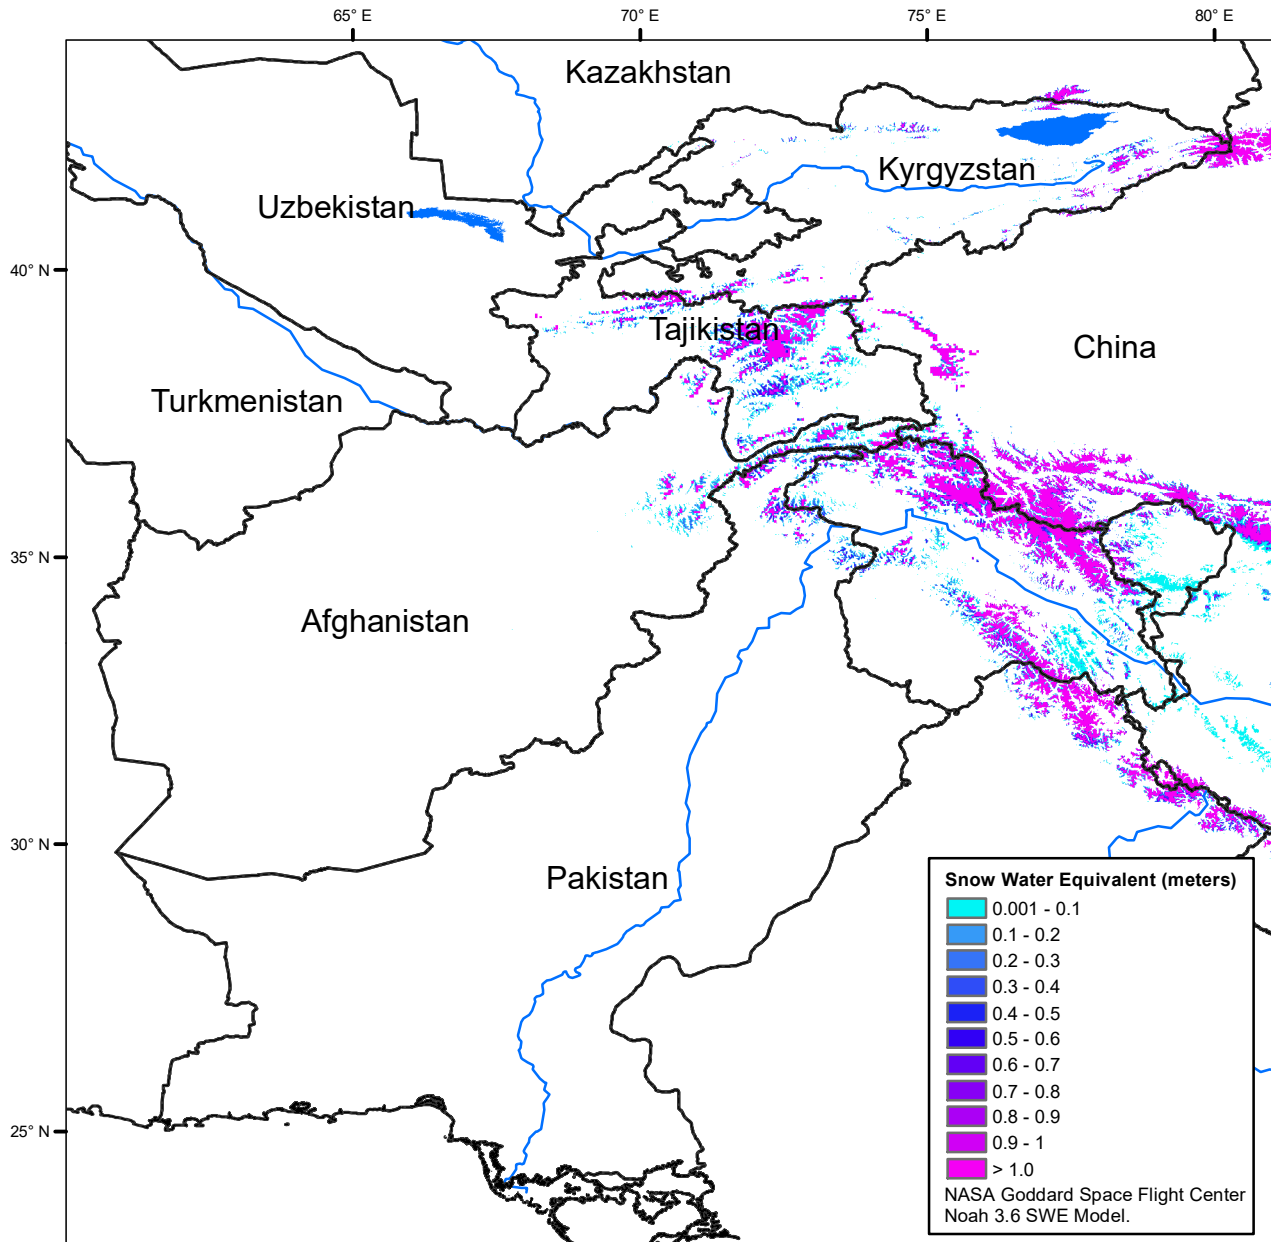 65° E
70° E
75° E
80° E
Kazakhstan
Kyrgyzstan
Uzbekistan
40° N
Tajikistan
China
Turkmenistan
35° N
Afghanistan
30° N
Pakistan
25° N
Snow Water Equivalent (meters)
0.001 - 0.1
0.1 - 0.2
0.2 - 0.3
0.3 - 0.4
0.4 - 0.5
0.5 - 0.6
0.6 - 0.7
0.7 - 0.8
0.8 - 0.9
0.9 - 1
> 1.0
NASA Goddard Space Flight Center
Noah 3.6 SWE Model.